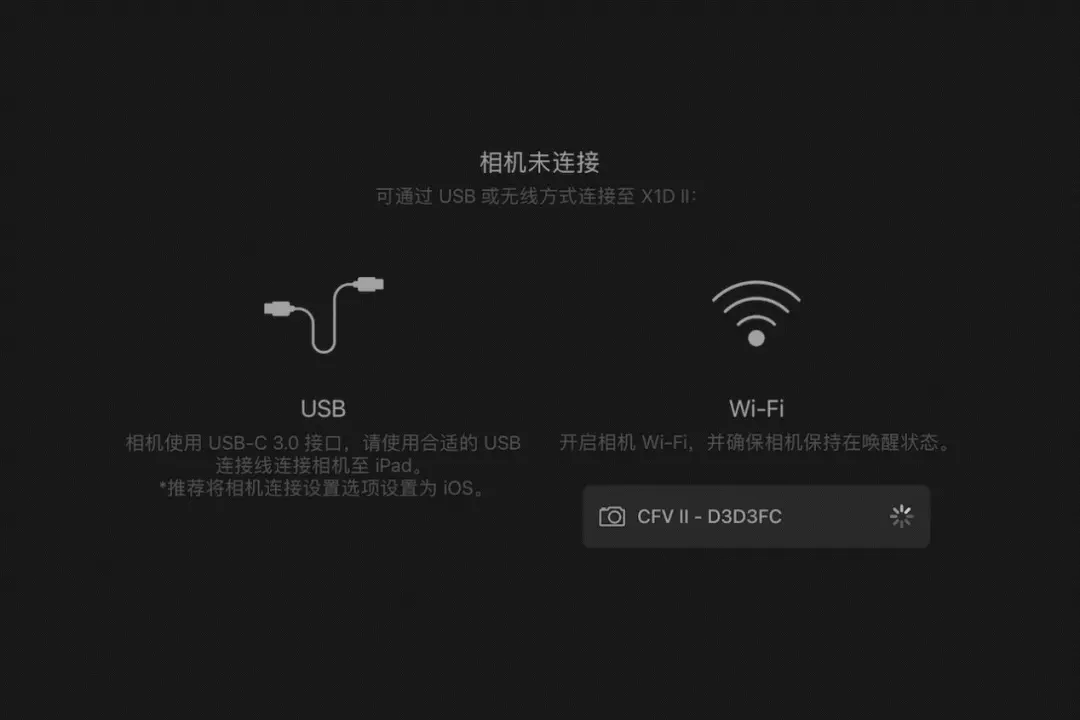 相机未连接
可通过 USB 或无线方式连接至 X1D II：
USB
相机使用 USB-C 3.0 接口，请使用合适的 USB
连接线连接相机至 iPad。
*推荐将相机连接设置选项设置为 iOS。
Wi-Fi
开启相机 Wi-Fi，并确保相机保持在唤醒状态。
CFV II - D3D3FC